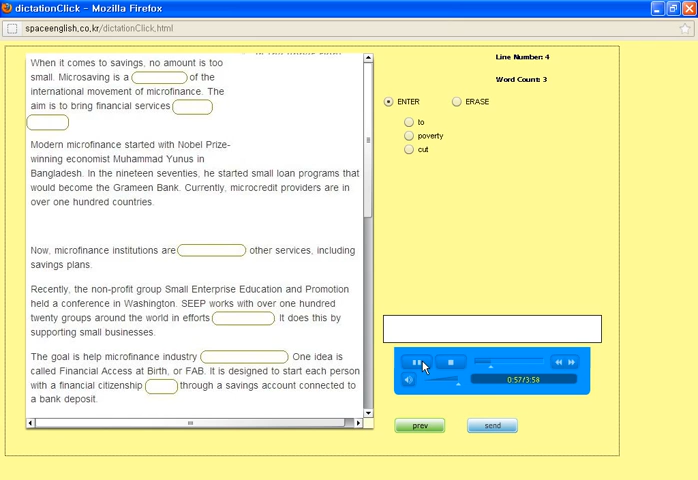 dictationClick - Mozilla Firefox
spaceenglish.co.kr/dictationClick.html
When it comes to savings, no amount is too
small. Microsaving is a of the
international movement of microfinance. The
aim is to bring financial services
Modern microfinance started with Nobel Prize-
winning economist Muhammad Yunus in
Bangladesh. In the nineteen seventies, he started small loan programs that
would become the Grameen Bank. Currently, microcredit providers are in
over one hundred countries.
Now, microfinance institutions are other services, including
savings plans.
Recently, the non-profit group Small Enterprise Education and Promotion
held a conference in Washington. SEEP works with over one hundred
twenty groups around the world in efforts It does this by
supporting small businesses.
The goal is help microfinance industry One idea is
called Financial Access at Birth, or FAB. It is designed to start each person
with a financial citizenship through a savings account connected to
a bank deposit.
Line Number: 4
Word Count: 3
ENTER ERASE
to
poverty
cut
0:57/3:58
prev send